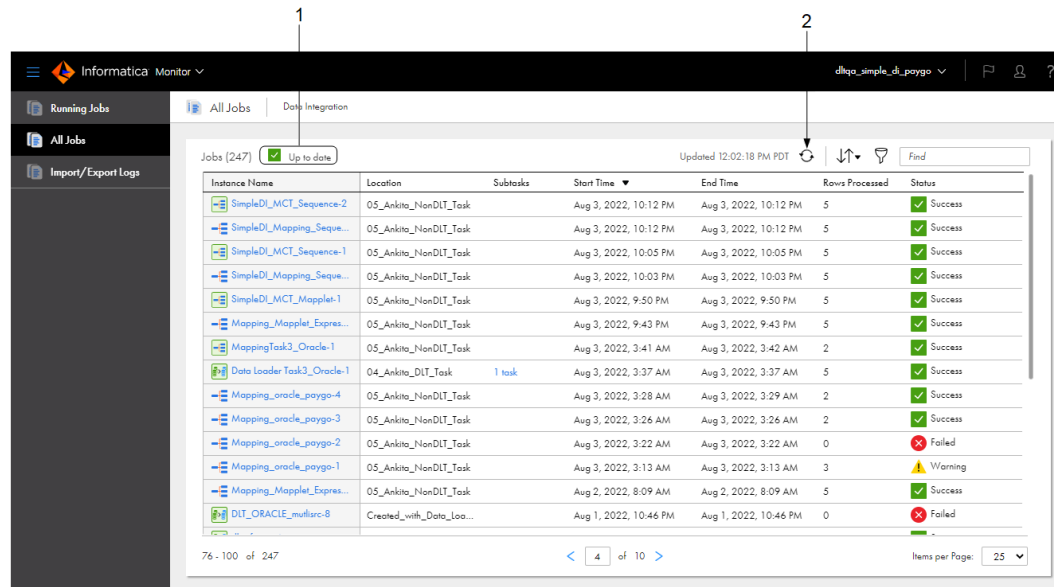 1 2
Informatica Monitor dltqa_simple_di_paygo ?
Running Jobs All Jobs Data Integration
All Jobs
Import/Export Logs
Jobs (247) Up to date Updated 12:02:18 PM PDT Find
Instance Name Location Subtasks Start Time ▼ End Time Rows Processed Status
SimpleDI_MCT_Sequence-2 05_Ankita_NonDLT_Task Aug 3, 2022, 10:12 PM Aug 3, 2022, 10:12 PM 5 Success
SimpleDI_Mapping_Seque... 05_Ankita_NonDLT_Task Aug 3, 2022, 10:12 PM Aug 3, 2022, 10:12 PM 5 Success
SimpleDI_MCT_Sequence-1 05_Ankita_NonDLT_Task Aug 3, 2022, 10:05 PM Aug 3, 2022, 10:05 PM 5 Success
SimpleDI_Mapping_Seque... 05_Ankita_NonDLT_Task Aug 3, 2022, 10:03 PM Aug 3, 2022, 10:03 PM 5 Success
SimpleDI_MCT_Mapplet-1 05_Ankita_NonDLT_Task Aug 3, 2022, 9:50 PM Aug 3, 2022, 9:50 PM 5 Success
Mapping_Mapplet_Expres... 05_Ankita_NonDLT_Task Aug 3, 2022, 9:43 PM Aug 3, 2022, 9:43 PM 5 Success
MappingTask3_Oracle-1 05_Ankita_NonDLT_Task Aug 3, 2022, 3:41 AM Aug 3, 2022, 3:42 AM 2 Success
Data Loader Task3_Oracle-1 04_Ankita_DLT_Task 1 task Aug 3, 2022, 3:37 AM Aug 3, 2022, 3:37 AM 5 Success
Mapping_oracle_paygo-4 05_Ankita_NonDLT_Task Aug 3, 2022, 3:28 AM Aug 3, 2022, 3:29 AM 2 Success
Mapping_oracle_paygo-3 05_Ankita_NonDLT_Task Aug 3, 2022, 3:26 AM Aug 3, 2022, 3:26 AM 2 Success
Mapping_oracle_paygo-2 05_Ankita_NonDLT_Task Aug 3, 2022, 3:22 AM Aug 3, 2022, 3:22 AM 0 Failed
Mapping_oracle_paygo-1 05_Ankita_NonDLT_Task Aug 3, 2022, 3:13 AM Aug 3, 2022, 3:13 AM 3 Warning
Mapping_Mapplet_Expres... 05_Ankita_NonDLT_Task Aug 2, 2022, 8:09 AM Aug 2, 2022, 8:09 AM 5 Success
DLT_ORACLE_mutlisrc-8 Created_with_Data_Loa... Aug 1, 2022, 10:46 PM Aug 1, 2022, 10:46 PM 0 Failed
76 - 100 of 247 < 4 of 10 > Items per Page: 25